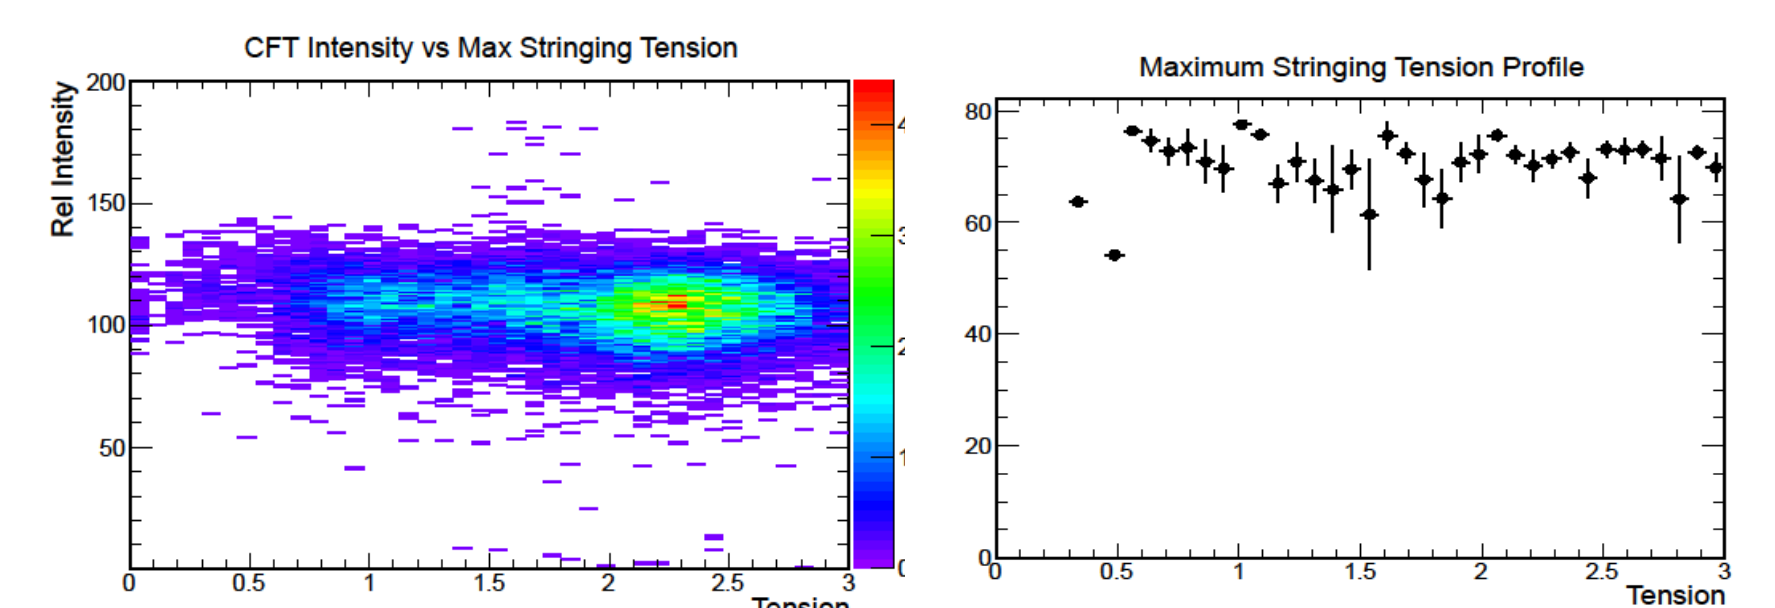 CFT Intensity vs Max Stringing Tension
Rel Intensity
200
150
100
50
0 0.5 1 1.5 2 2.5 3
Tension
4
3
2
1
0
Maximum Stringing Tension Profile
80
60
40
20
0
0 0.5 1 1.5 2 2.5 3
Tension